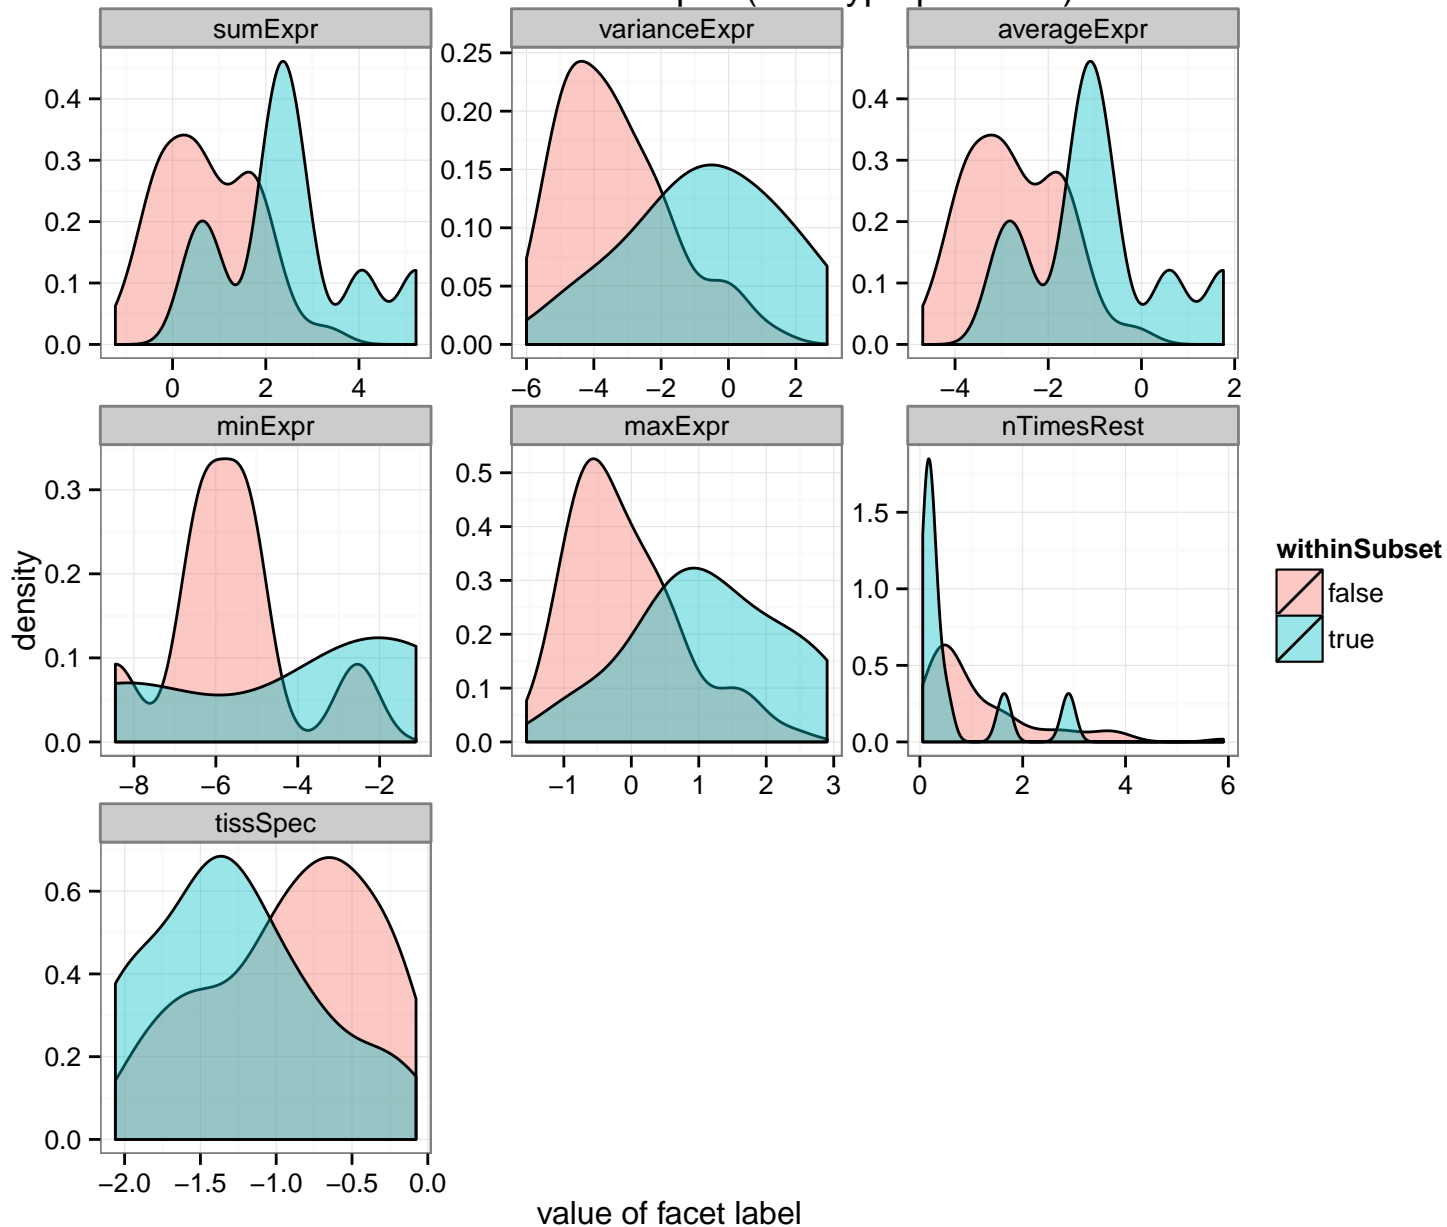 sumExpr varianceExpr averageExpr
0.0 0.1 0.2 0.3 0.4
0 2 4
0.00 0.05 0.10 0.15 0.20 0.25
−6 −4 −2 0 2
0.0 0.1 0.2 0.3 0.4
−4 −2 0 2
minExpr maxExpr nTimesRest
0.0 0.1 0.2 0.3
−8 −6 −4 −2
0.0 0.1 0.2 0.3 0.4 0.5
−1 0 1 2 3
0.0 0.5 1.0 1.5
0 2 4 6
tissSpec
0.0 0.2 0.4 0.6
−2.0 −1.5 −1.0 −0.5 0.0
density
value of facet label
withinSubset
false
true